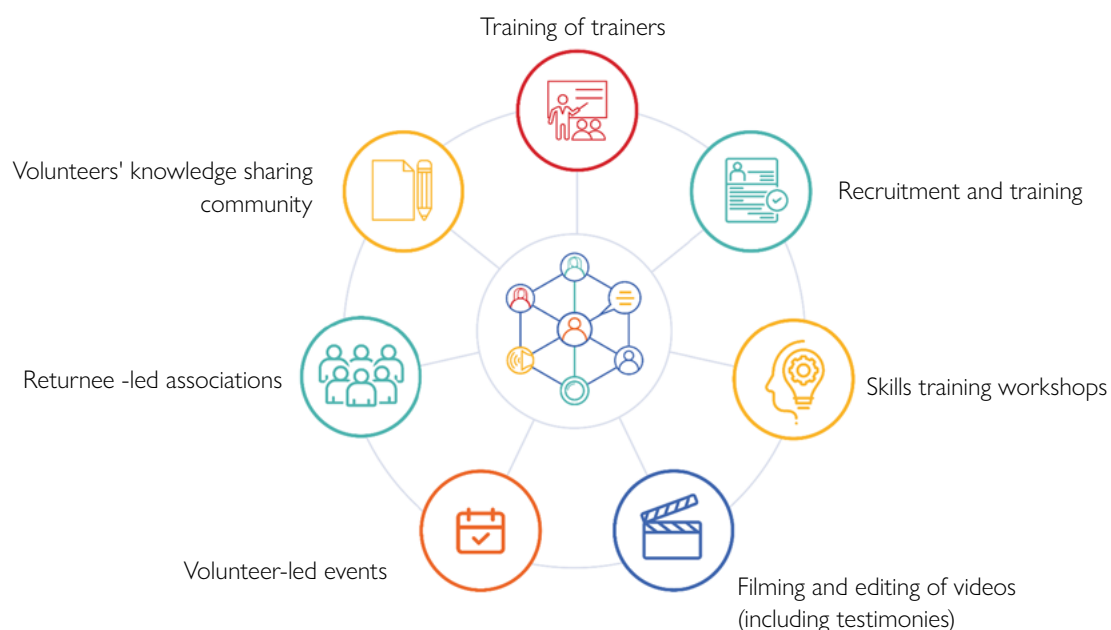 Training of trainers
Volunteers' knowledge sharing
community
Recruitment and training
Returnee -led associations
Skills training workshops
Volunteer-led events
Filming and editing of videos
(including testimonies)